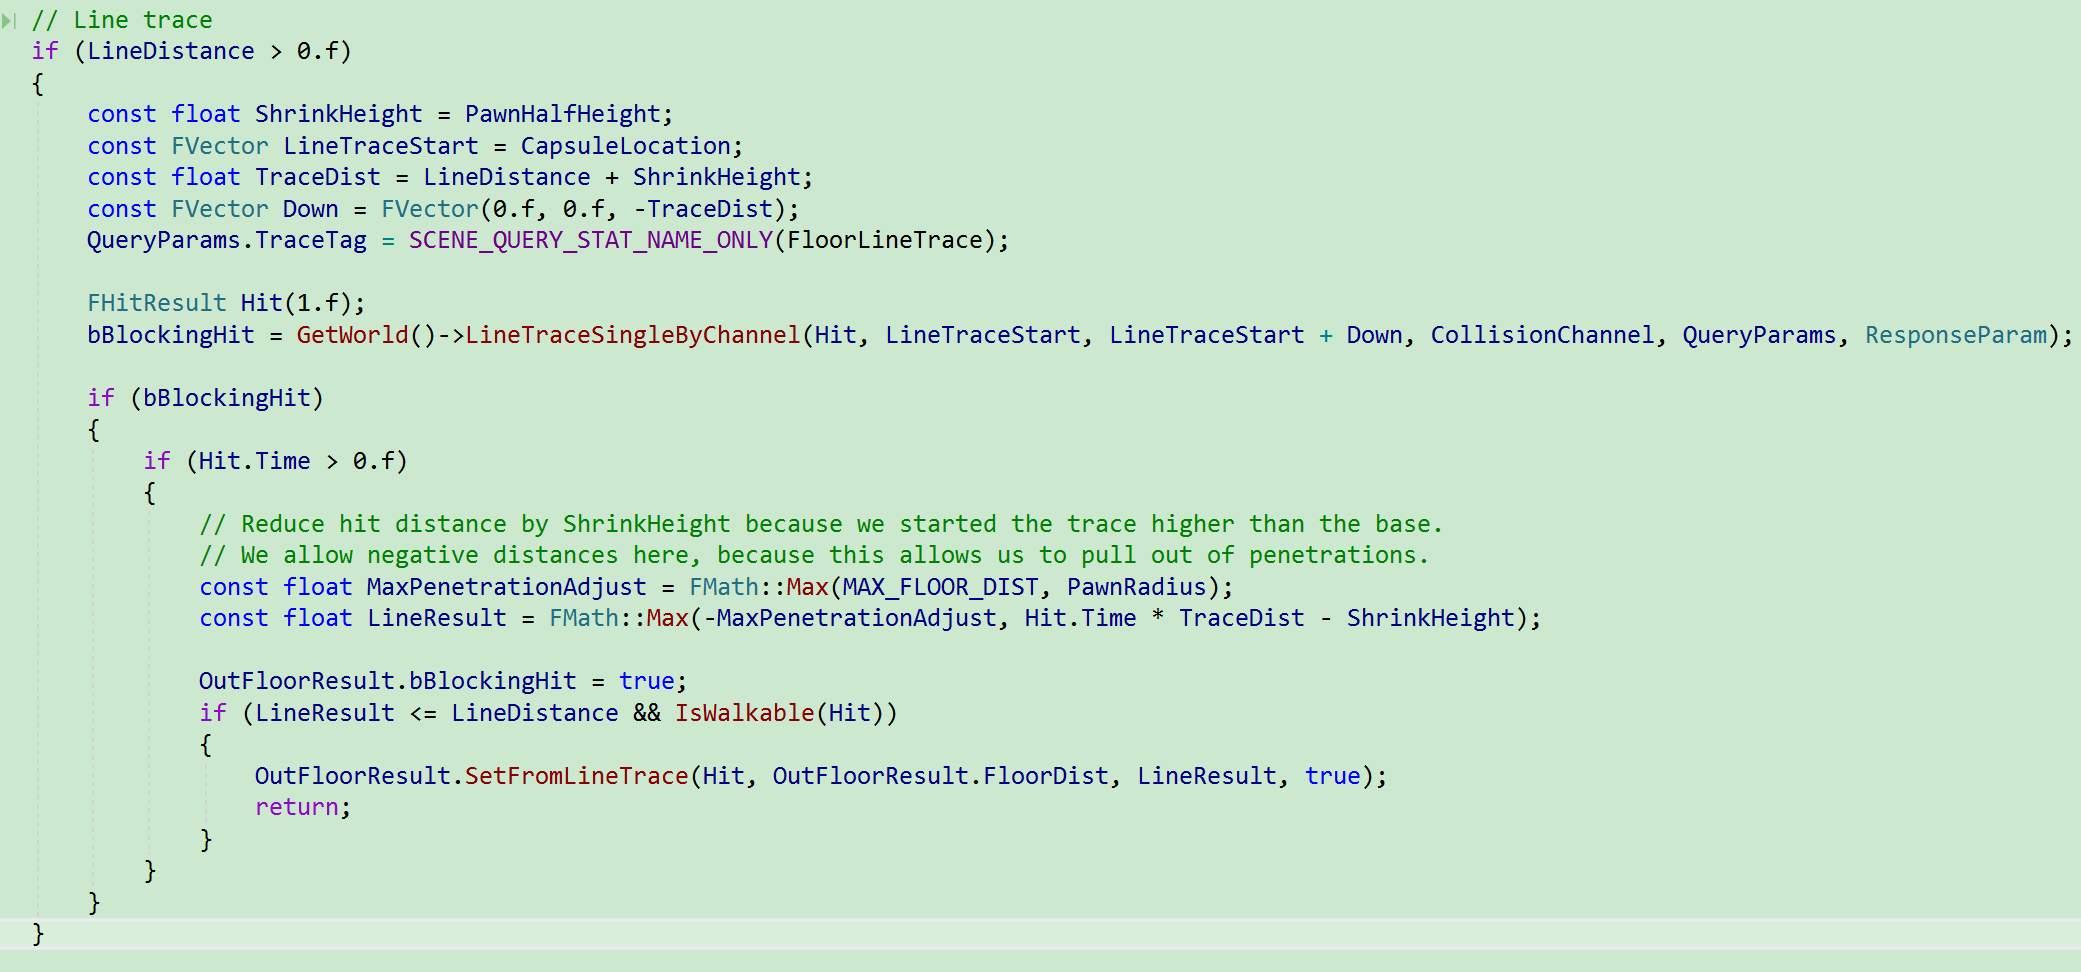 // Line trace
if (LineDistance > 0.f)
{
    const float ShrinkHeight = PawnHalfHeight;
    const FVector LineTraceStart = CapsuleLocation;
    const float TraceDist = LineDistance + ShrinkHeight;
    const FVector Down = FVector(0.f, 0.f, -TraceDist);
    QueryParams.TraceTag = SCENE_QUERY_STAT_NAME_ONLY(FloorLineTrace);

    FHitResult Hit(1.f);
    bBlockingHit = GetWorld()->LineTraceSingleByChannel(Hit, LineTraceStart, LineTraceStart + Down, CollisionChannel, QueryParams, ResponseParam);

    if (bBlockingHit)
    {
        if (Hit.Time > 0.f)
        {
            // Reduce hit distance by ShrinkHeight because we started the trace higher than the base.
            // We allow negative distances here, because this allows us to pull out of penetrations.
            const float MaxPenetrationAdjust = FMath::Max(MAX_FLOOR_DIST, PawnRadius);
            const float LineResult = FMath::Max(-MaxPenetrationAdjust, Hit.Time * TraceDist - ShrinkHeight);

            OutFloorResult.bBlockingHit = true;
            if (LineResult <= LineDistance && IsWalkable(Hit))
            {
                OutFloorResult.SetFromLineTrace(Hit, OutFloorResult.FloorDist, LineResult, true);
                return;
            }
        }
    }
}